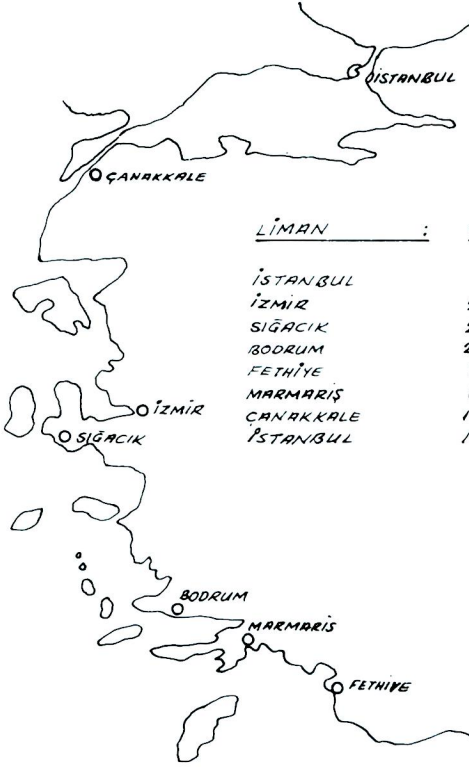 İSTANBUL
ÇANAKKALE
LİMAN :
İSTANBUL
İZMİR
SIĞACIK
BODRUM
FETHİYE
MARMARİŞ
ÇANAKKALE
İSTANBUL
İZMİR
SIĞACIK
BODRUM
MARMARİS
FETHİYE